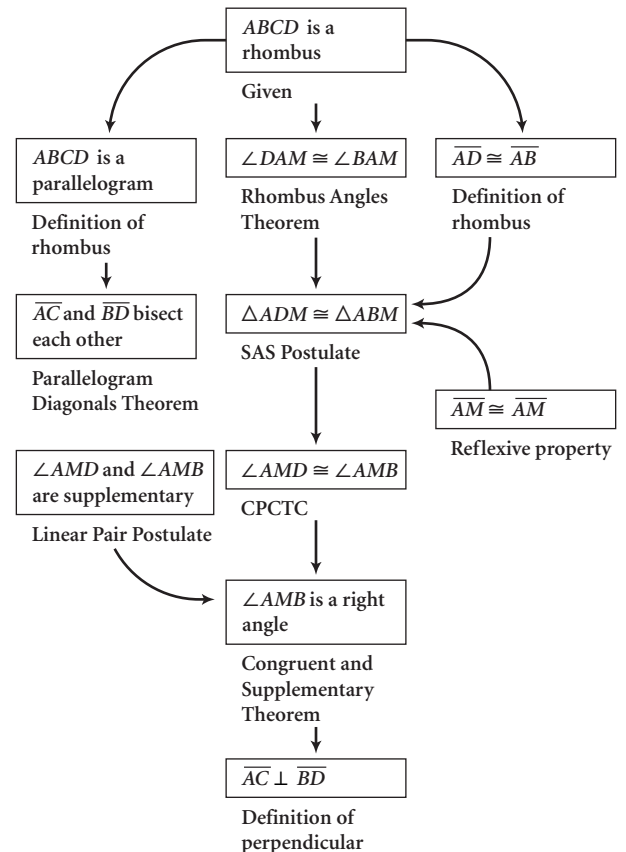 ABCD is a
rhombus
Given
ABCD is a
parallelogram
Definition of
rhombus
∠DAM ≅ ∠BAM
Rhombus Angles
Theorem
AD ≅ AB
Definition of
rhombus
AC and BD bisect
each other
Parallelogram
Diagonals Theorem
△ADM ≅ △ABM
SAS Postulate
AM ≅ AM
Reflexive property
∠AMD and ∠AMB
are supplementary
Linear Pair Postulate
∠AMD ≅ ∠AMB
CPCTC
∠AMB is a right
angle
Congruent and
Supplementary
Theorem
AC ⊥ BD
Definition of
perpendicular